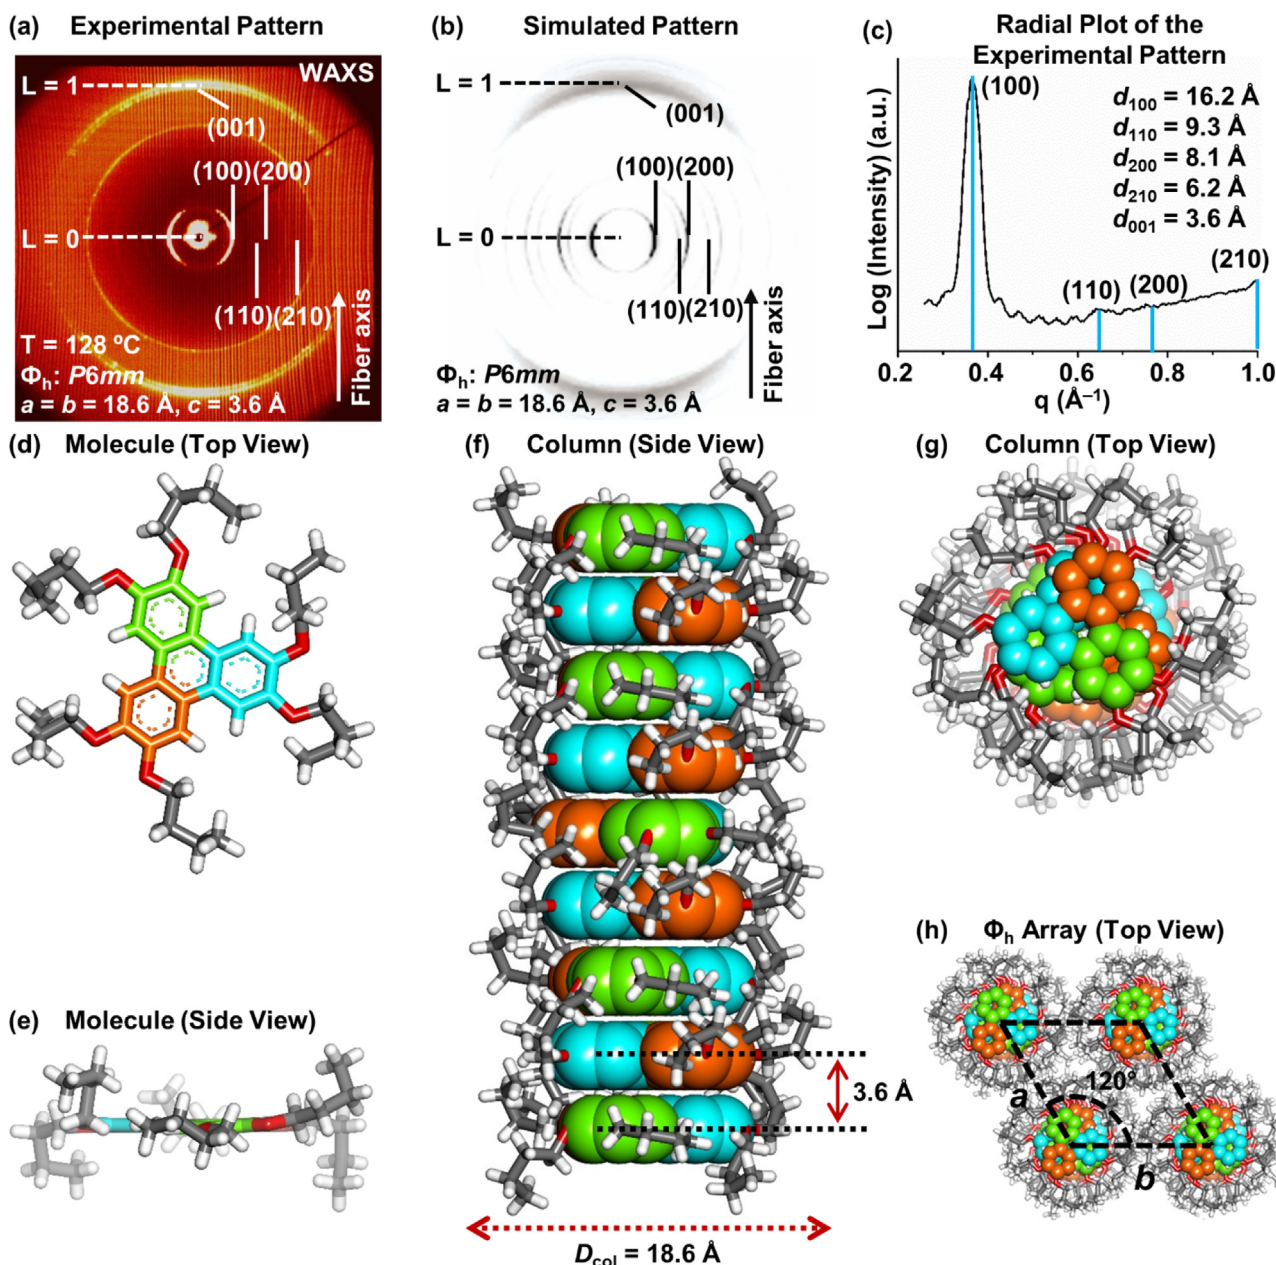 (a) Experimental Pattern
WAXS
L = 1
(001)
(100)(200)
L = 0
(110)(210)
T = 128 ºC
Φh: P6mm
a = b = 18.6 Å, c = 3.6 Å
Fiber axis
(b) Simulated Pattern
L = 1
(001)
(100)(200)
L = 0
(110)(210)
Φh: P6mm
a = b = 18.6 Å, c = 3.6 Å
Fiber axis
(c) Radial Plot of the
Experimental Pattern
(100)
d100 = 16.2 Å
d110 = 9.3 Å
d200 = 8.1 Å
d210 = 6.2 Å
d001 = 3.6 Å
(110)
(200)
(210)
Log (Intensity) (a.u.)
0.2 0.4 0.6 0.8 1.0
q (Å–1)
(d) Molecule (Top View)
(e) Molecule (Side View)
(f) Column (Side View)
3.6 Å
Dcol = 18.6 Å
(g) Column (Top View)
(h) Φh Array (Top View)
120°
a
b